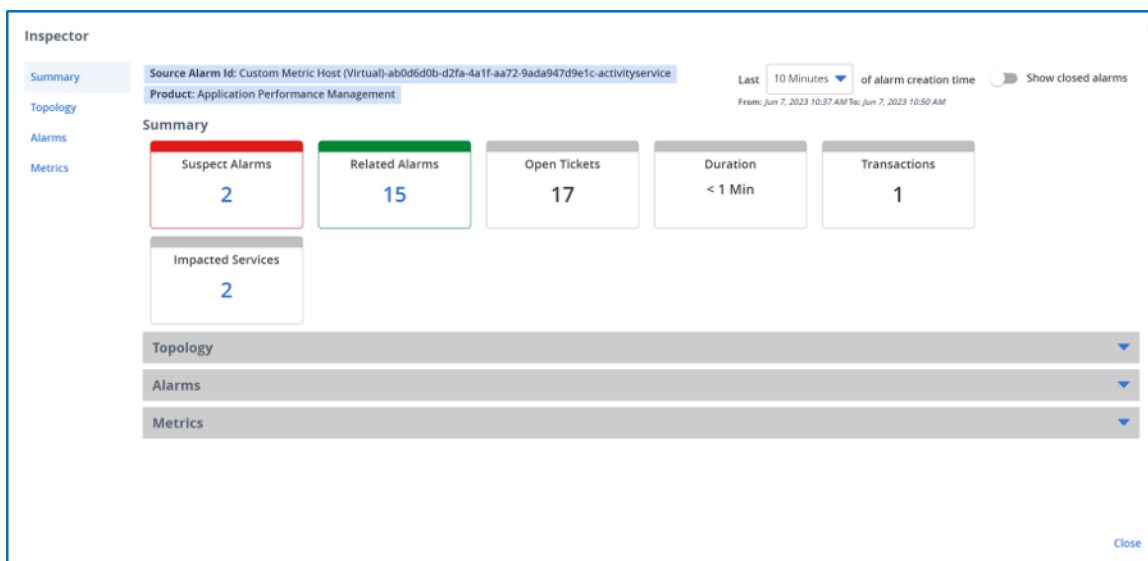 Inspector
Summary
Topology
Alarms
Metrics
Source Alarm Id: Custom Metric Host (Virtual)-ab0d6d0b-d2fa-4a1f-aa72-9ada947d9e1c-activityservice
Product: Application Performance Management
Last 10 Minutes of alarm creation time Show closed alarms
From: Jun 7, 2023 10:37 AM To: Jun 7, 2023 10:50 AM
Summary
Suspect Alarms Related Alarms Open Tickets Duration Transactions
2 15 17 < 1 Min 1
Impacted Services
2
Topology
Alarms
Metrics
Close